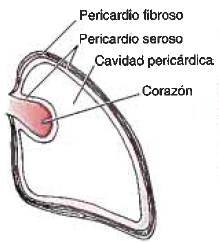 Pericardio fibroso
Pericardio seroso
Cavidad pericárdica
Corazón